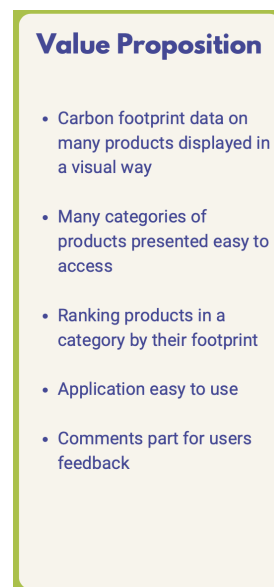 Value Proposition
• Carbon footprint data on
many products displayed in
a visual way
• Many categories of
products presented easy to
access
• Ranking products in a
category by their footprint
• Application easy to use
• Comments part for users
feedback